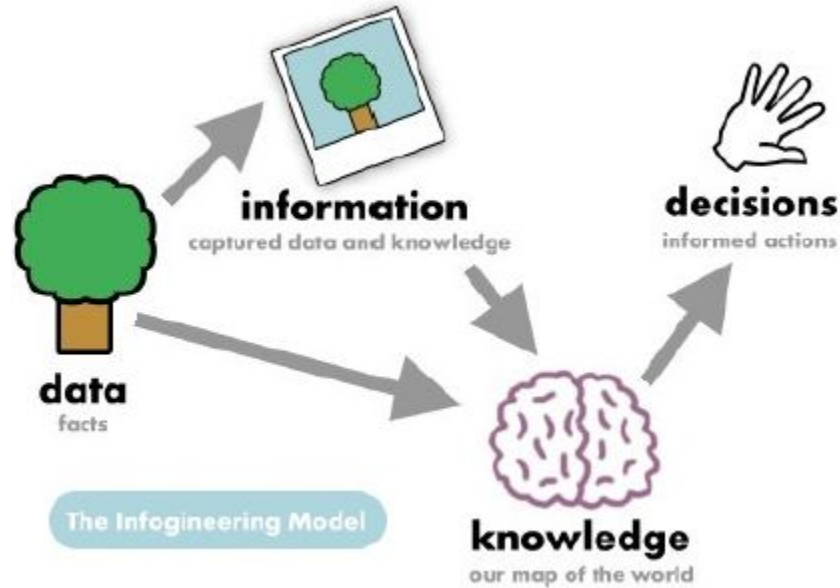 information
captured data and knowledge
decisions
informed actions
data
facts
The Infogineering Model
knowledge
our map of the world